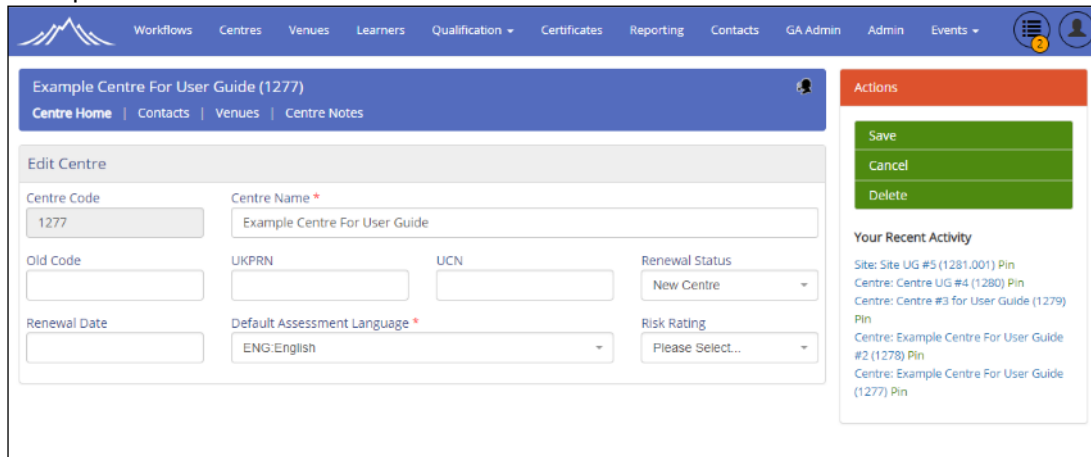 Workflows Centres Venues Learners Qualification Certificates Reporting Contacts GA Admin Admin Events
2
Example Centre For User Guide (1277)
Centre Home | Contacts | Venues | Centre Notes
Edit Centre
Centre Code Centre Name *
1277 Example Centre For User Guide
Old Code UKPRN UCN Renewal Status
New Centre
Renewal Date Default Assessment Language * Risk Rating
ENG:English Please Select...
Actions
Save
Cancel
Delete
Your Recent Activity
Site: Site UG #5 (1281.001) Pin
Centre: Centre UG #4 (1280) Pin
Centre: Centre #3 for User Guide (1279)
Pin
Centre: Example Centre For User Guide
#2 (1278) Pin
Centre: Example Centre For User Guide
(1277) Pin